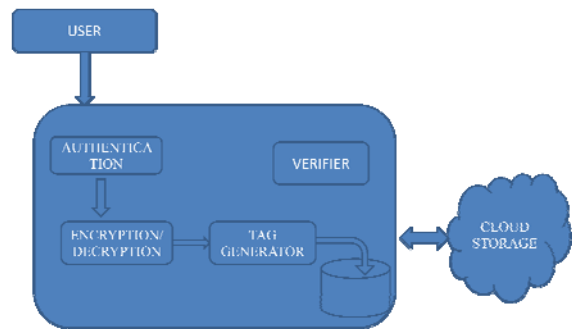 USER
AUTHENTICA
TION
VERIFIER
ENCRYPTION/
DECRYPTION
TAG
GENERATOR
CLOUD
STORAGE